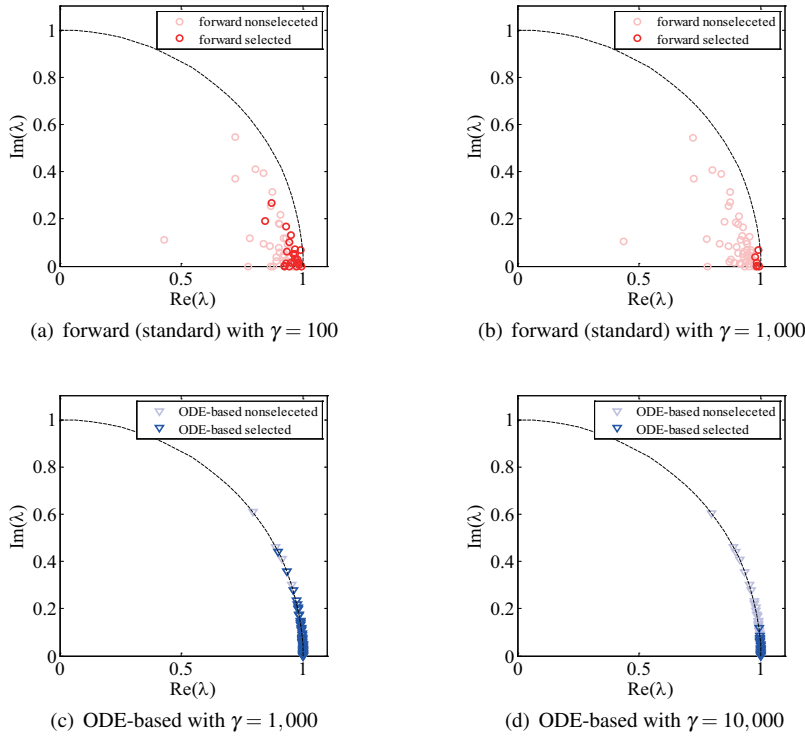 forward nonseleceted
forward selected
1
0.8
0.6
0.4
0.2
0
0
0.5
1
Im(λ)
Re(λ)
(a) forward (standard) with γ = 100
forward nonseleceted
forward selected
1
0.8
0.6
0.4
0.2
0
0
0.5
1
Im(λ)
Re(λ)
(b) forward (standard) with γ = 1,000
ODE-based nonseleceted
ODE-based selected
1
0.8
0.6
0.4
0.2
0
0
0.5
1
Im(λ)
Re(λ)
(c) ODE-based with γ = 1,000
ODE-based nonseleceted
ODE-based selected
1
0.8
0.6
0.4
0.2
0
0
0.5
1
Im(λ)
Re(λ)
(d) ODE-based with γ = 10,000